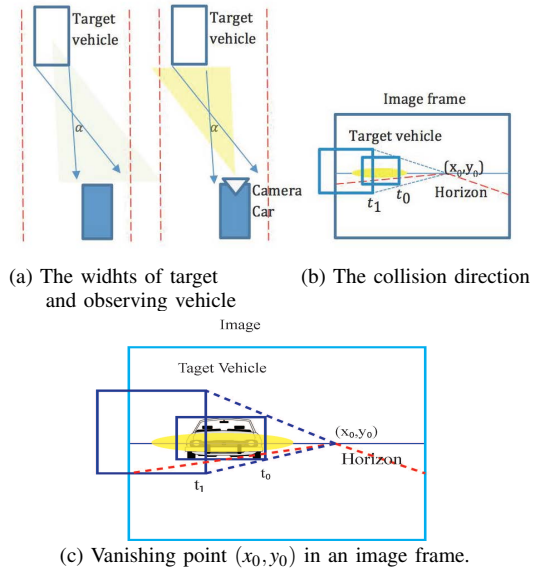 Target
vehicle
Target
vehicle
α
α
Camera
Car
(a) The widhts of target
and observing vehicle
Image frame
Target vehicle
(x₀,y₀)
Horizon
t₁
t₀
(b) The collision direction
Image
Taget Vehicle
(x₀,y₀)
Horizon
t₁
t₀
(c) Vanishing point (x₀,y₀) in an image frame.